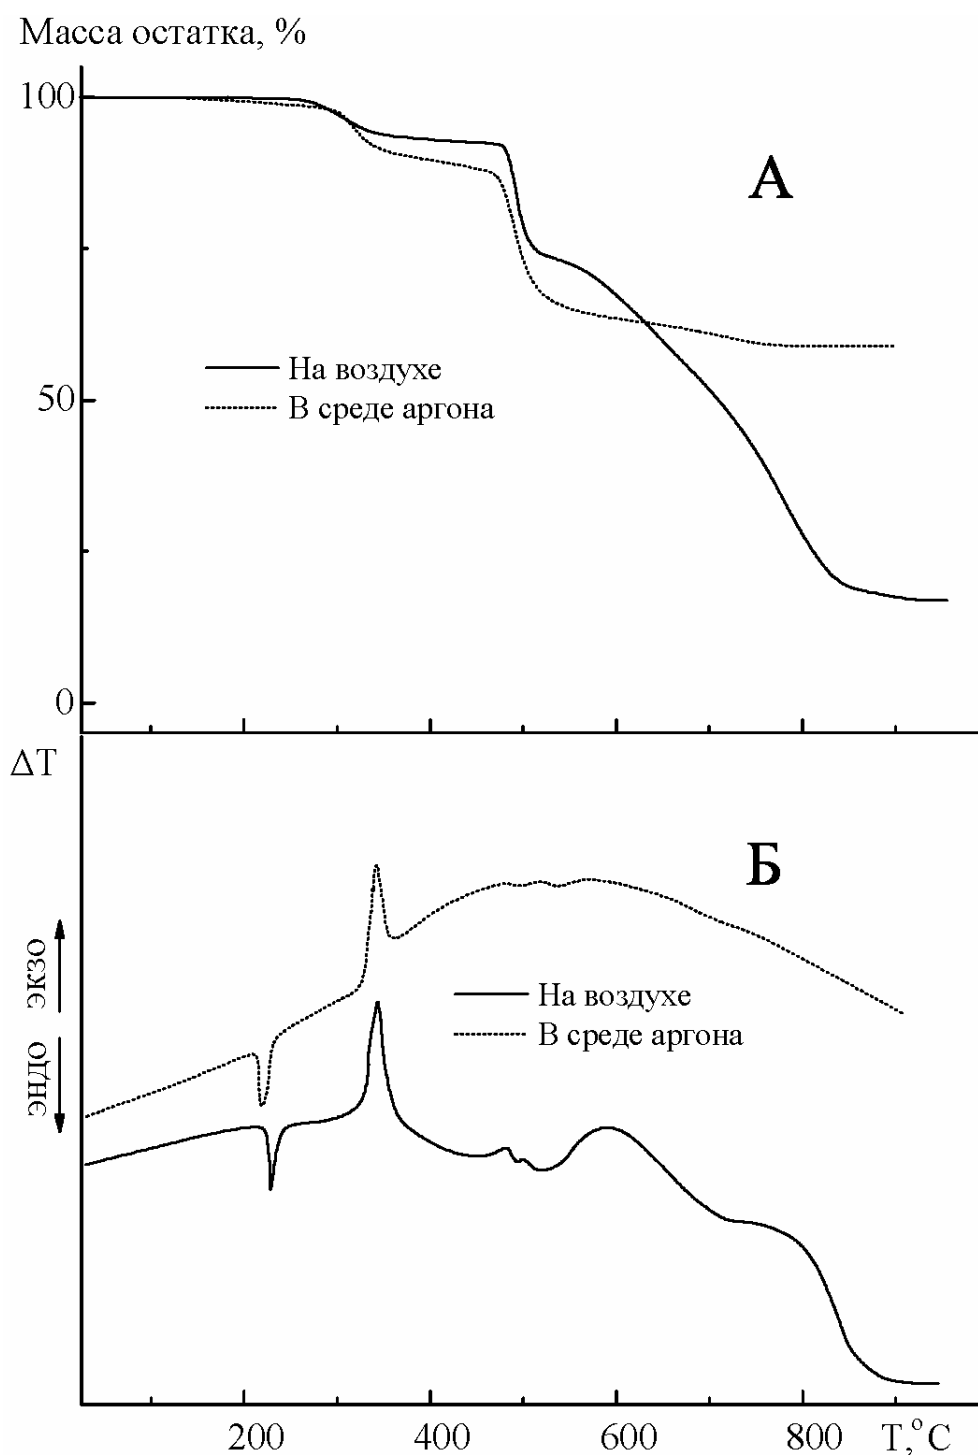 Масса остатка, %
100
А
На воздухе
50
В среде аргона
0
ΔТ
Б
экзо
На воздухе
В среде аргона
эндо
200 400 600 800 Т,°С